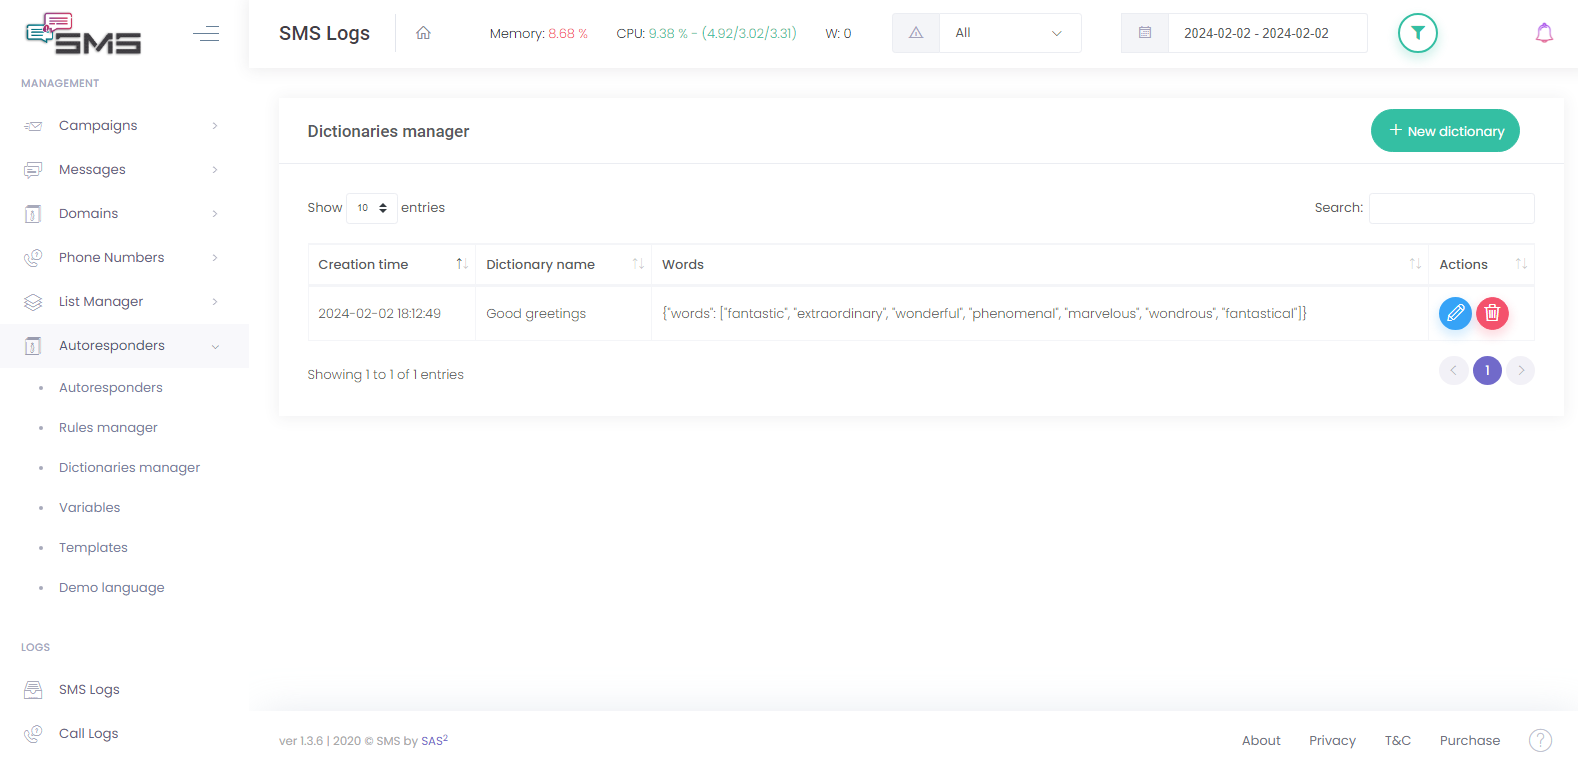 SMS
SMS Logs
Memory: 8.68 %
CPU: 9.38 % - (4.92/3.02/3.31)
W: 0
All
2024-02-02 - 2024-02-02
MANAGEMENT
Campaigns
Messages
Domains
Phone Numbers
List Manager
Autoresponders
Autoresponders
Rules manager
Dictionaries manager
Variables
Templates
Demo language
LOGS
SMS Logs
Call Logs
Dictionaries manager
+ New dictionary
Show 10 entries
Search:
Creation time Dictionary name Words Actions
2024-02-02 18:12:49 Good greetings {"words": ["fantastic", "extraordinary", "wonderful", "phenomenal", "marvelous", "wondrous", "fantastical"]}
Showing 1 to 1 of 1 entries
< 1 >
ver 1.3.6 | 2020 © SMS by SAS²
About Privacy T&C Purchase ?